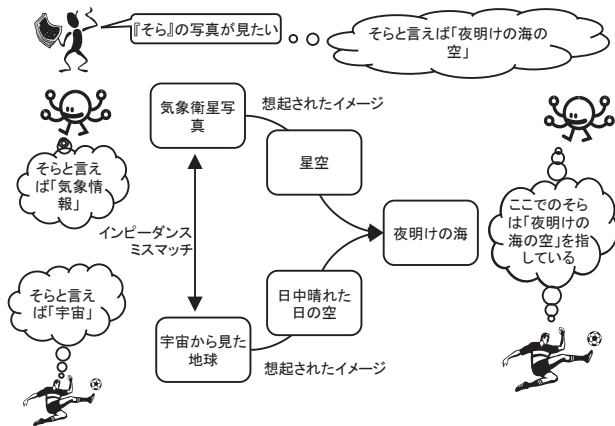 『そら』の写真が見たい
そらと言えば「夜明けの海の
空」
気象衛星写
真
想起されたイメージ
星空
そらと言え
ば「気象情
報」
インピーダンス
ミスマッチ
夜明けの海
ここでのそら
は「夜明けの
海の空」を指
している
そらと言え
ば「宇宙」
日中晴れた
日の空
宇宙から見た
地球
想起されたイメージ